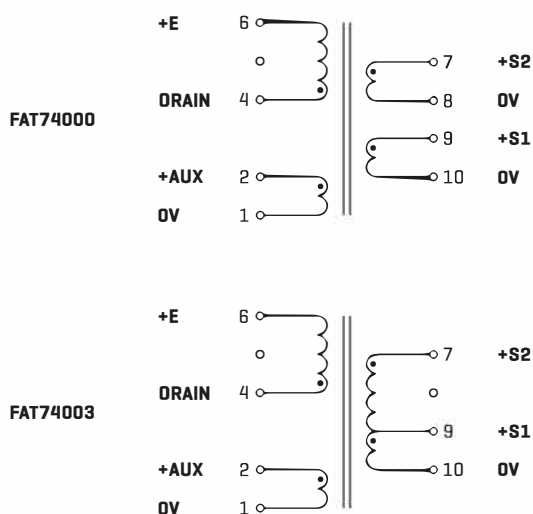 +E 6
7 +S2
DRAIN 4
8 0V
FAT74000
9 +S1
+AUX 2
10 0V
0V 1
+E 6
7 +S2
DRAIN 4
FAT74003
9 +S1
+AUX 2
10 0V
0V 1